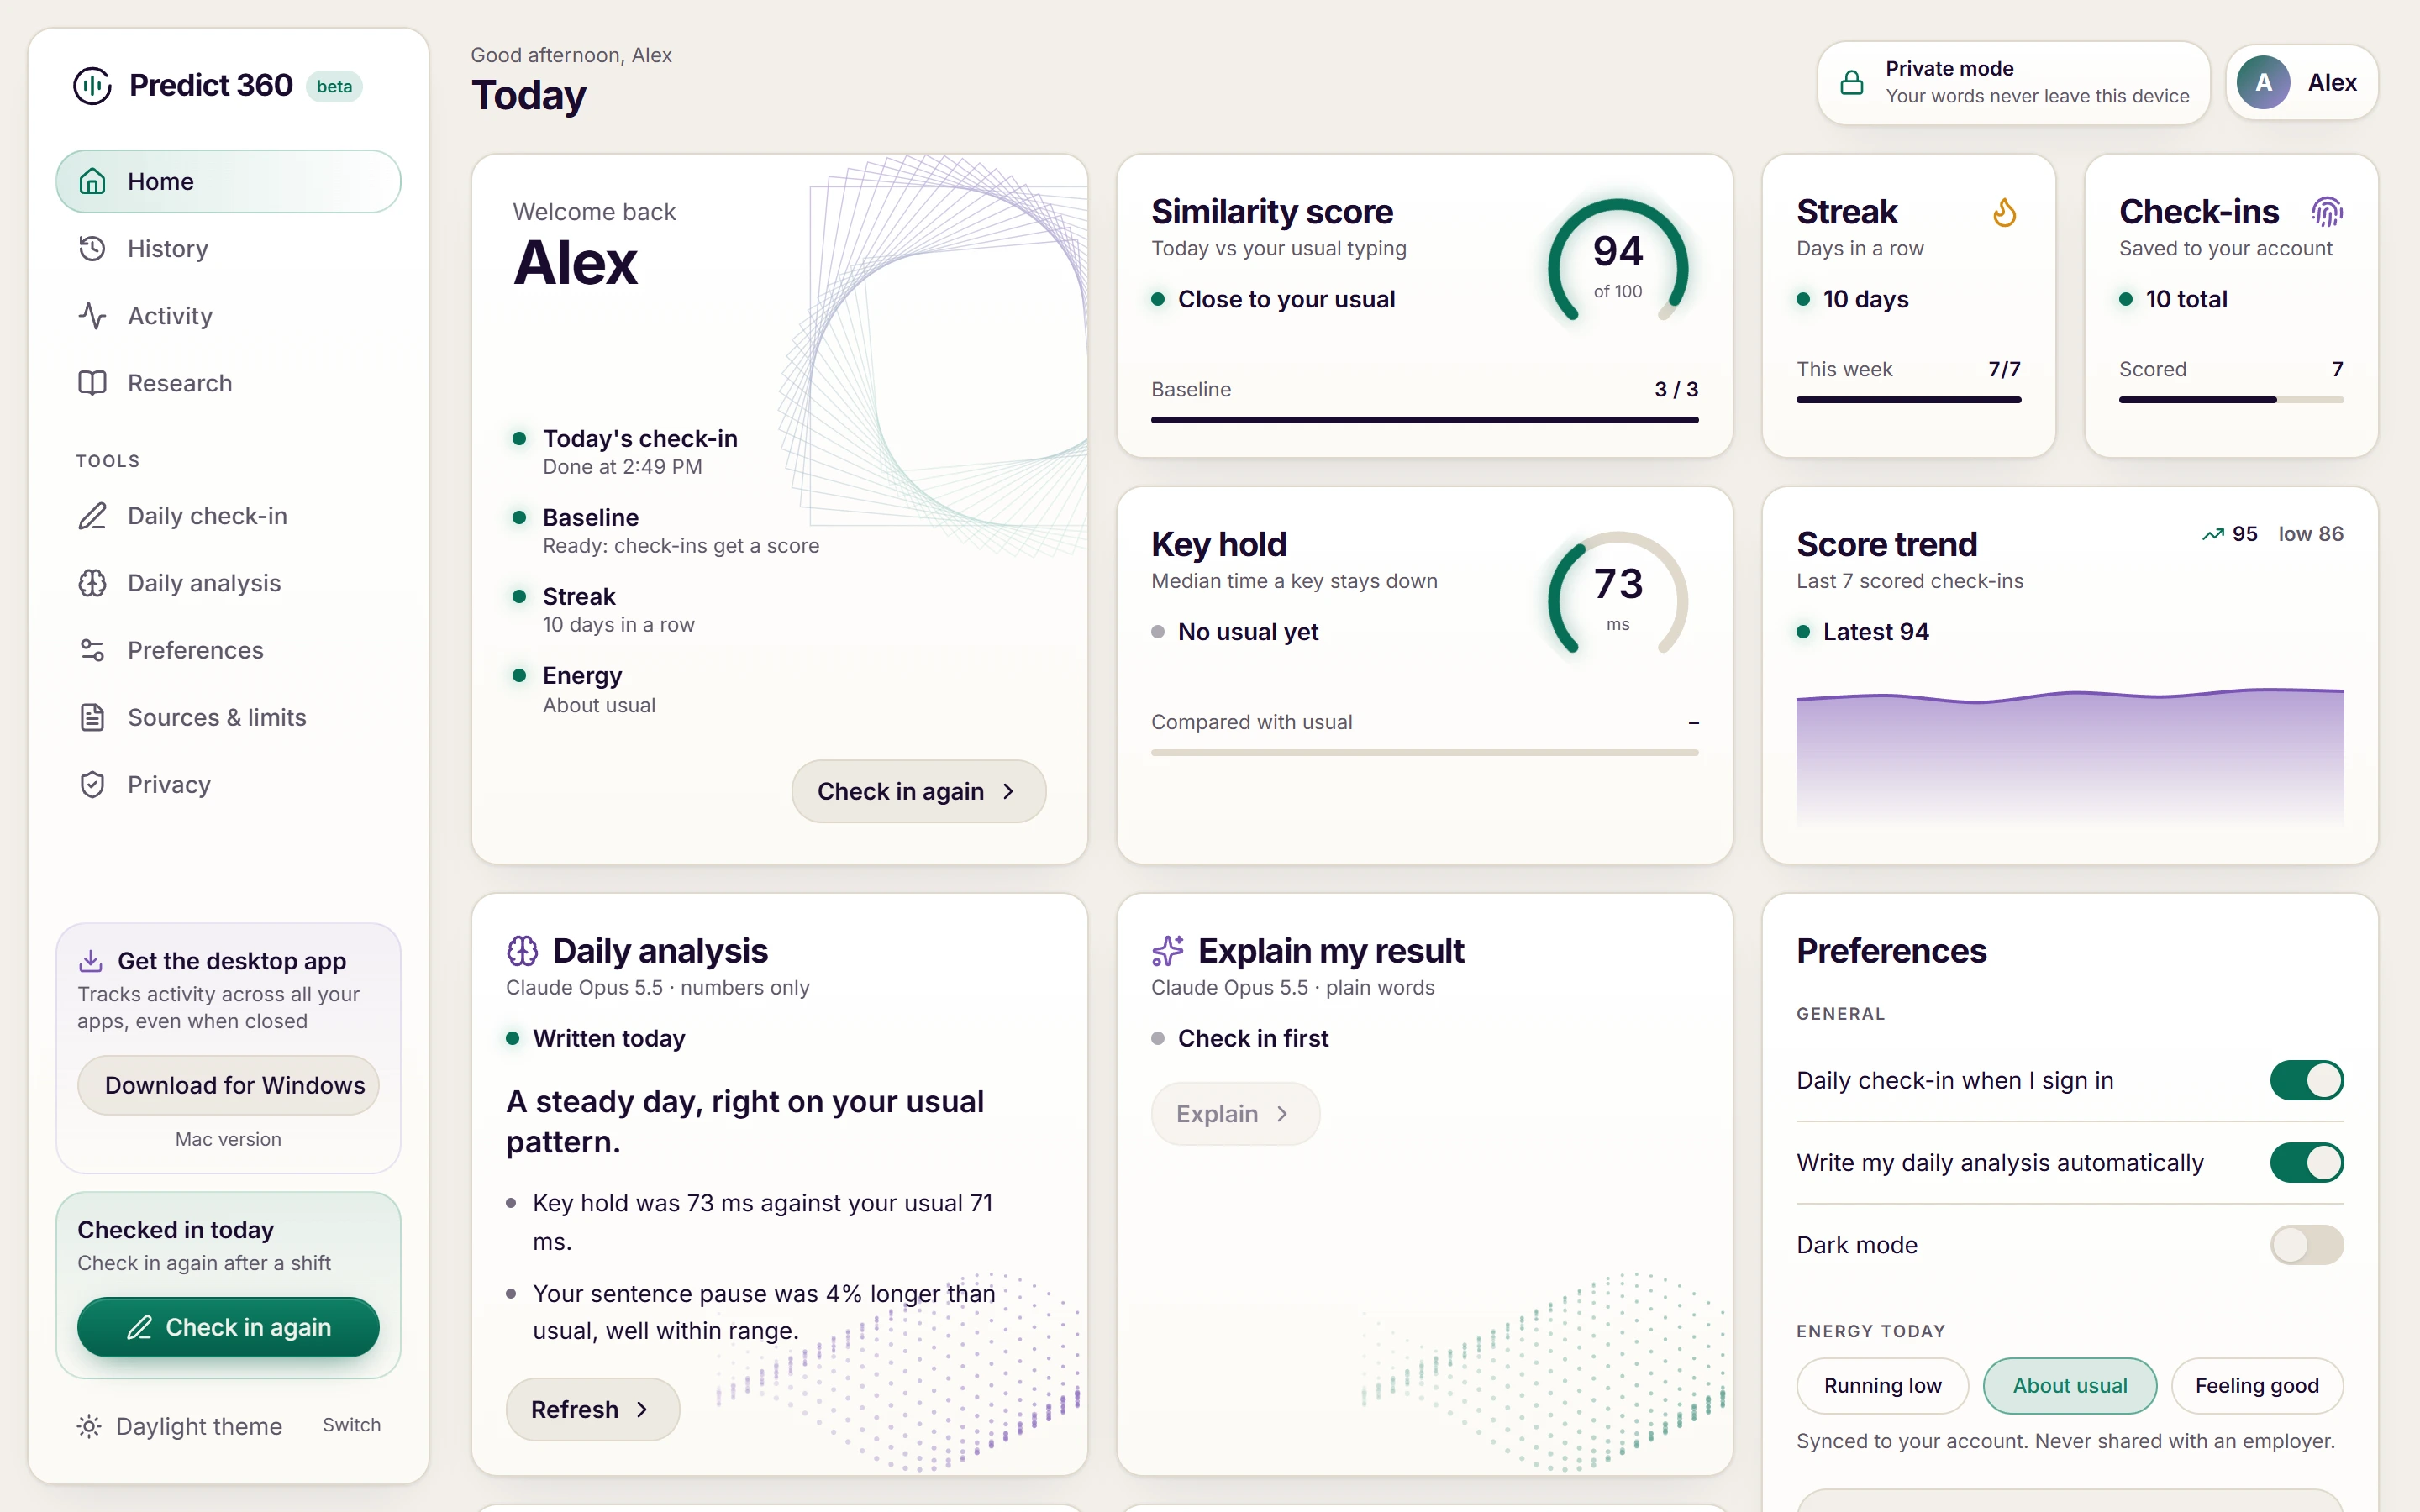 Predict 360 beta
Home
History
Activity
Research
TOOLS
Daily check-in
Daily analysis
Preferences
Sources & limits
Privacy
Get the desktop app
Tracks activity across all your
apps, even when closed
Download for Windows
Mac version
Checked in today
Check in again after a shift
Check in again
Daylight theme Switch
Good afternoon, Alex
Today
Private mode
Your words never leave this device
A Alex
Welcome back
Alex
Today's check-in
Done at 2:49 PM
Baseline
Ready: check-ins get a score
Streak
10 days in a row
Energy
About usual
Check in again
Similarity score
Today vs your usual typing
Close to your usual
94
of 100
Baseline 3 / 3
Streak
Days in a row
10 days
This week 7/7
Check-ins
Saved to your account
10 total
Scored 7
Key hold
Median time a key stays down
No usual yet
73
ms
Compared with usual –
Score trend
95 low 86
Last 7 scored check-ins
Latest 94
Daily analysis
Claude Opus 5.5 · numbers only
Written today
A steady day, right on your usual
pattern.
Key hold was 73 ms against your usual 71
ms.
Your sentence pause was 4% longer than
usual, well within range.
Refresh
Explain my result
Claude Opus 5.5 · plain words
Check in first
Explain
Preferences
GENERAL
Daily check-in when I sign in
Write my daily analysis automatically
Dark mode
ENERGY TODAY
Running low About usual Feeling good
Synced to your account. Never shared with an employer.